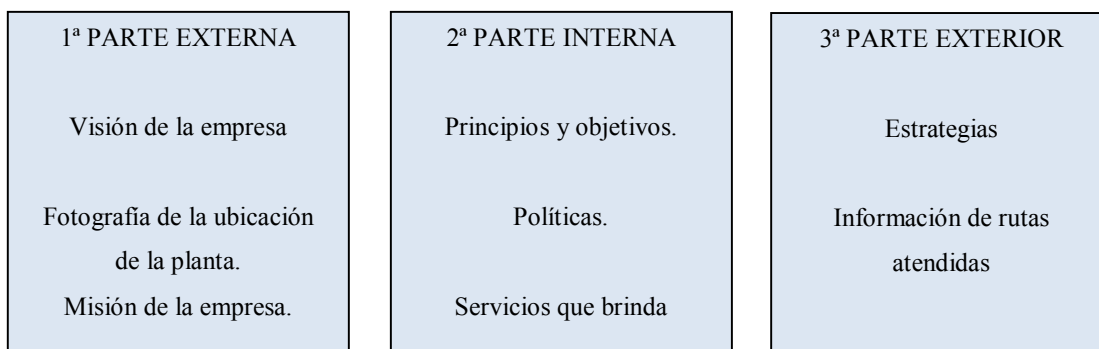 1ª PARTE EXTERNA
Visión de la empresa
Fotografía de la ubicación
de la planta.
Misión de la empresa.
2ª PARTE INTERNA
Principios y objetivos.
Políticas.
Servicios que brinda
3ª PARTE EXTERIOR
Estrategias
Información de rutas
atendidas